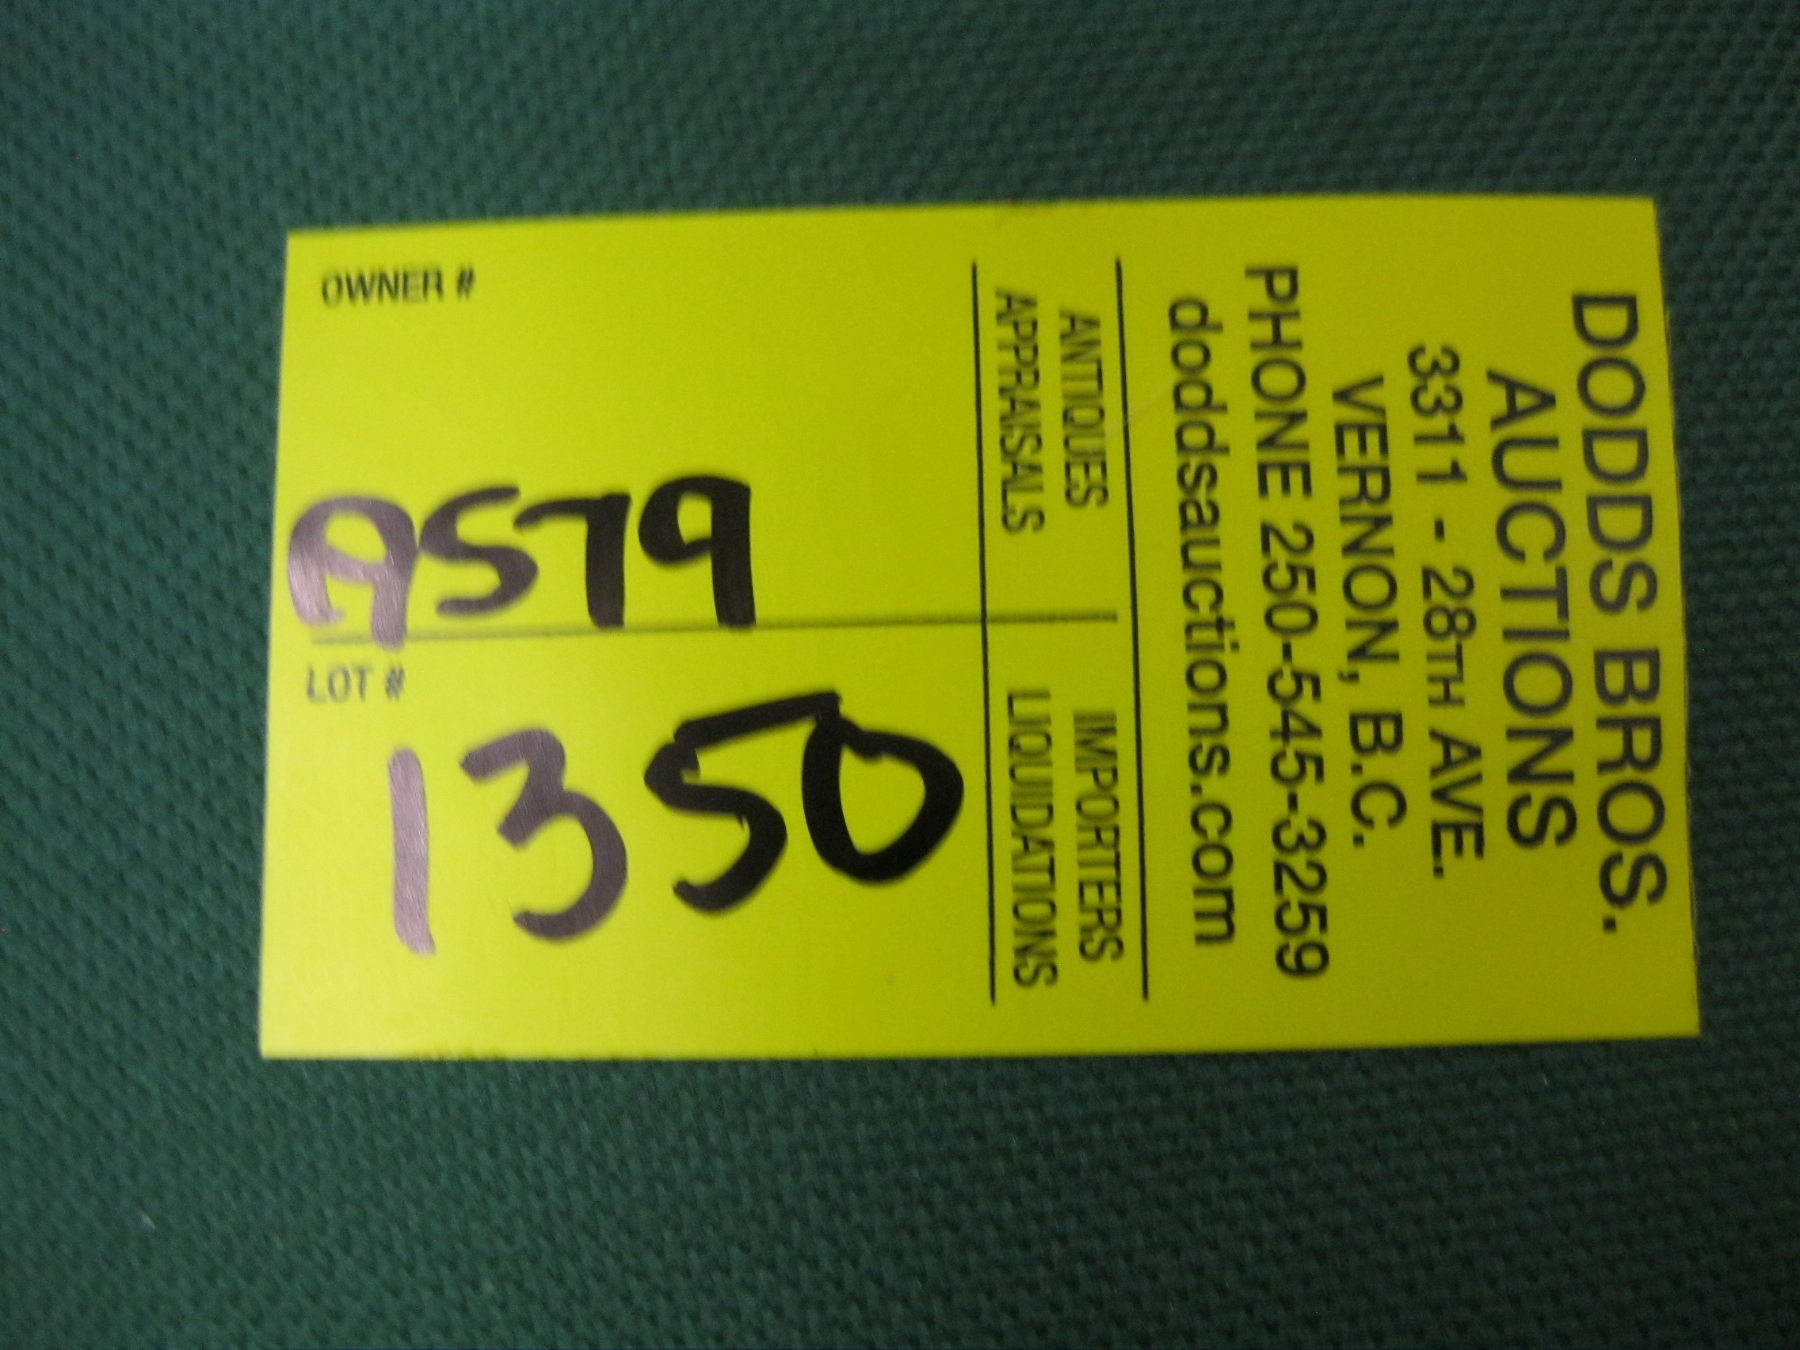 DODDS BROS.
AUCTIONS
3311 - 28TH AVE.
VERNON, B.C.
PHONE 250-545-3259
doddsauctions.com
ANTIQUES IMPORTERS
APPRAISALS LIQUIDATIONS
OWNER #
A579
LOT #
1350